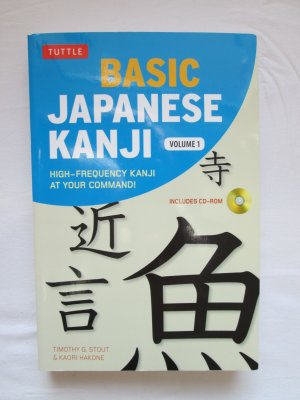 TUTTLE
BASIC
JAPANESE
KANJI
VOLUME 1
HIGH-FREQUENCY KANJI
AT YOUR COMMAND!
寺
INCLUDES CD-ROM
近
言
魚
TIMOTHY G. STOUT
& KAORI HAKONE